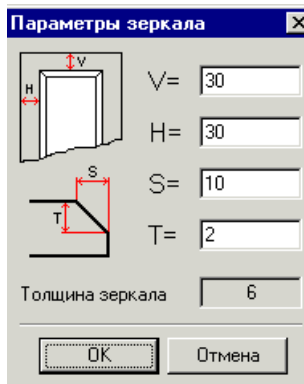 Параметры зеркала
V
H
V= 30
H= 30
S
S= 10
T
T= 2
Толщина зеркала 6
OK Отмена